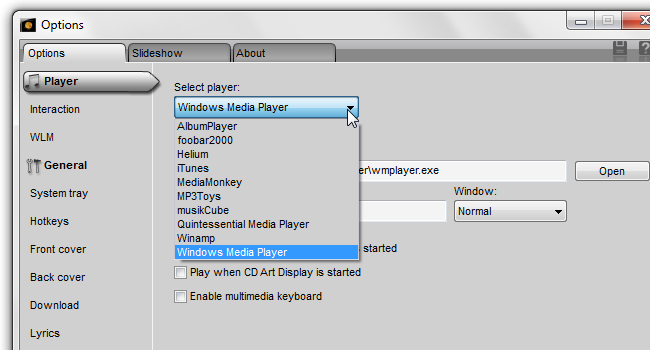 Options
Options Slideshow About
Player
Interaction
WLM
General
System tray
Hotkeys
Front cover
Back cover
Download
Lyrics
Select player:
Windows Media Player
AlbumPlayer
foobar2000
Helium
iTunes
MediaMonkey
MP3Toys
musikCube
Quintessential Media Player
Winamp
Windows Media Player
\wmplayer.exe Open
Window:
Normal
started
Play when CD Art Display is started
Enable multimedia keyboard